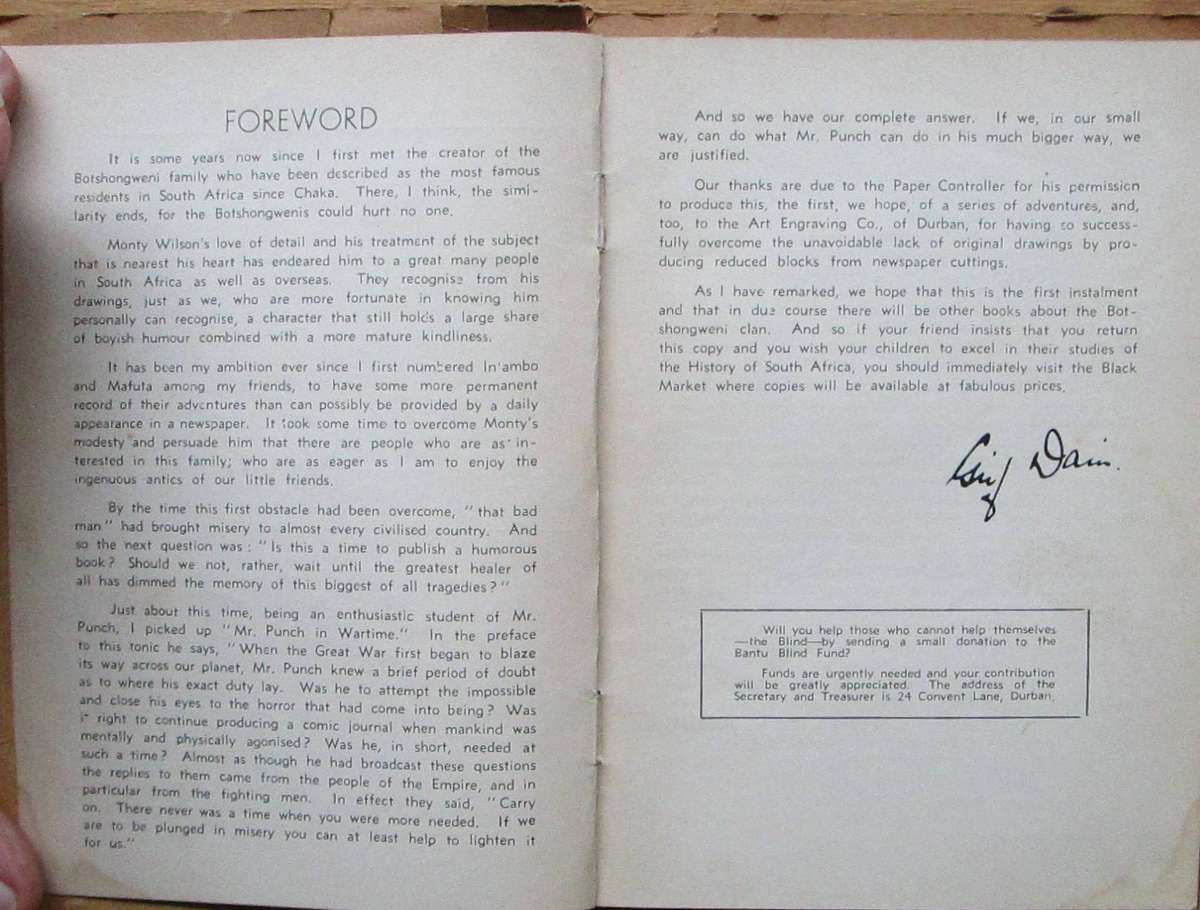 FOREWORD
It is some years now since I first met the creator of the
Botshongweni family who have been described as the most famous
residents in South Africa since Chaka. There, I think, the simi-
larity ends, for the Botshongwenis could hurt no one.
Monty Wilson's love of detail and his treatment of the subject
that is nearest his heart has endeared him to a great many people
in South Africa as well as overseas. They recognise from his
drawings, just as we, who are more fortunate in knowing him
personally can recognise, a character that still holds a large share
of boyish humour combined with a more mature kindliness.
It has been my ambition ever since I first numbered In'ambo
and Mafuta among my friends, to have some more permanent
record of their adventures than can possibly be provided by a daily
appearance in a newspaper. It took some time to overcome Monty's
modesty and persuade him that there are people who are as in-
terested in this family; who are as eager as I am to enjoy the
ingenuous antics of our little friends.
By the time this first obstacle had been overcome, "that bad
man" had brought misery to almost every civilised country. And
so the next question was: "Is this a time to publish a humorous
book? Should we not, rather, wait until the greatest healer of
all has dimmed the memory of this biggest of all tragedies?"
Just about this time, being an enthusiastic student of Mr.
Punch, I picked up "Mr. Punch in Wartime." In the preface
to this tonic he says, "When the Great War first began to blaze
its way across our planet, Mr. Punch knew a brief period of doubt
as to where his exact duty lay. Was he to attempt the impossible
and close his eyes to the horror that had come into being? Was
it right to continue producing a comic journal when mankind was
mentally and physically agonised? Was he, in short, needed at
such a time? Almost as though he had broadcast these questions
the replies to them came from the people of the Empire, and in
particular from the fighting men. In effect they said, "Carry
on. There never was a time when you were more needed. If we
are to be plunged in misery you can at least help to lighten it
for us."
And so we have our complete answer. If we, in our small
way, can do what Mr. Punch can do in his much bigger way, we
are justified.
Our thanks are due to the Paper Controller for his permission
to produce this, the first, we hope, of a series of adventures, and,
too, to the Art Engraving Co., of Durban, for having so success-
fully overcome the unavoidable lack of original drawings by pro-
ducing reduced blocks from newspaper cuttings.
As I have remarked, we hope that this is the first instalment
and that in due course there will be other books about the Bot-
shongweni clan. And so if your friend insists that you return
this copy and you wish your children to excel in their studies of
the History of South Africa, you should immediately visit the Black
Market where copies will be available at fabulous prices.
Will you help those who cannot help themselves
—the Blind—by sending a small donation to the
Bantu Blind Fund?
Funds are urgently needed and your contribution
will be greatly appreciated. The address of the
Secretary and Treasurer is 24 Convent Lane, Durban.